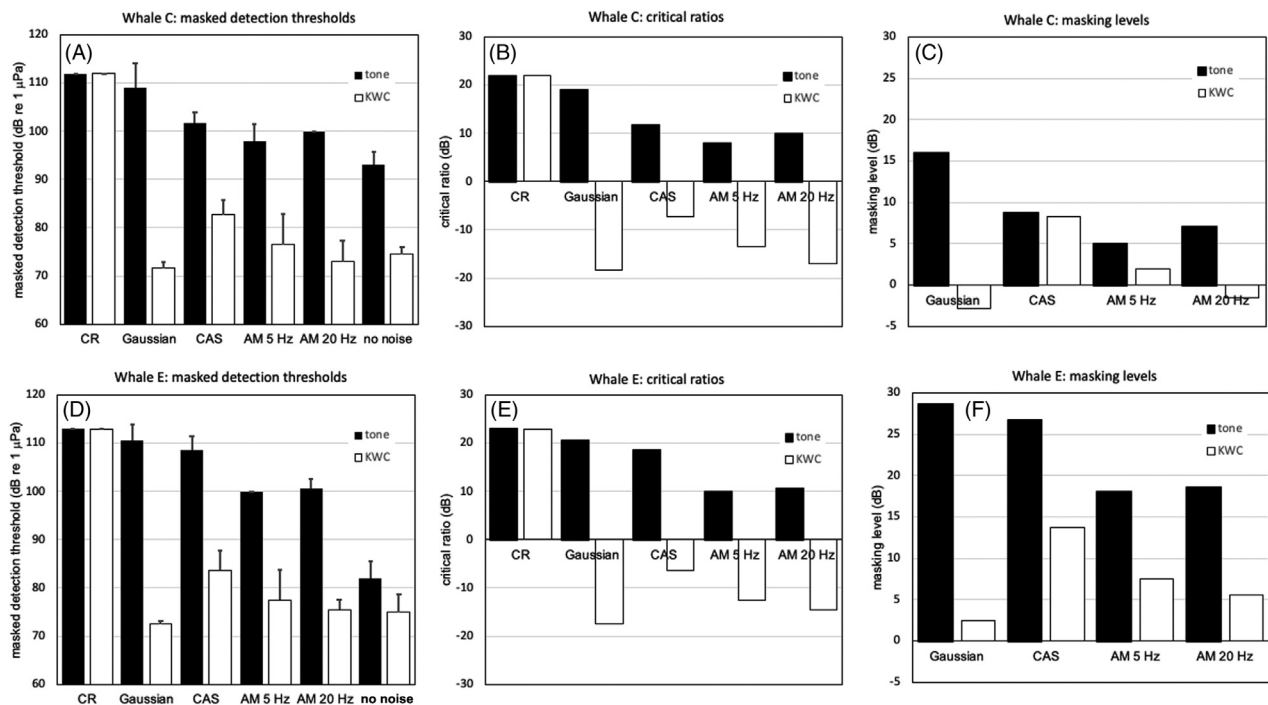 Whale C: masked detection thresholds
(A)
masked detection threshold (dB re 1 μPa)
120
110
100
90
80
70
60
tone
KWC
CR Gaussian CAS AM 5 Hz AM 20 Hz no noise
Whale C: critical ratios
(B)
critical ratio (dB)
30
20
10
0
-10
-20
-30
tone
KWC
CR Gaussian CAS AM 5 Hz AM 20 Hz
Whale C: masking levels
(C)
masking level (dB)
30
25
20
15
10
5
0
-5
tone
KWC
Gaussian CAS AM 5 Hz AM 20 Hz
Whale E: masked detection thresholds
(D)
masked detection threshold (dB re 1 μPa)
120
110
100
90
80
70
60
tone
KWC
CR Gaussian CAS AM 5 Hz AM 20 Hz no noise
Whale E: critical ratios
(E)
critical ratio (dB)
30
20
10
0
-10
-20
-30
tone
KWC
CR Gaussian CAS AM 5 Hz AM 20 Hz
Whale E: masking levels
(F)
masking level (dB)
30
25
20
15
10
5
0
-5
tone
KWC
Gaussian CAS AM 5 Hz AM 20 Hz